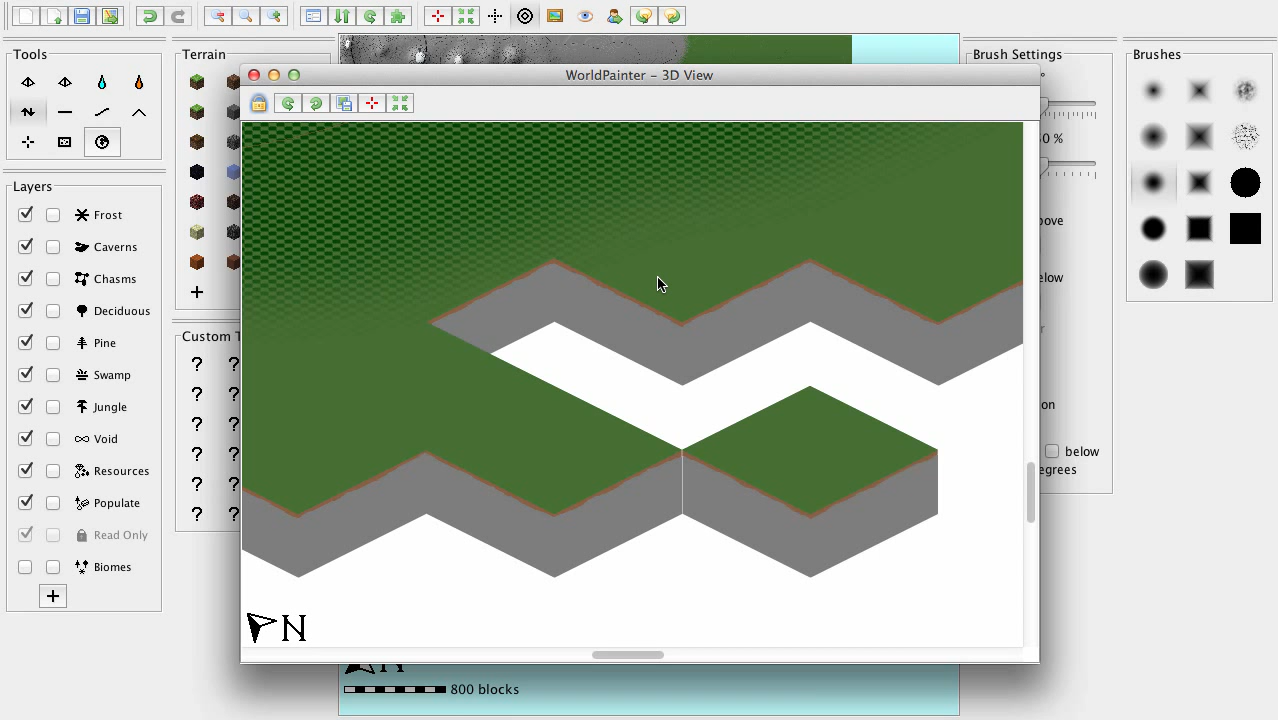 Tools
Terrain
Brush Settings
Brushes
WorldPainter – 3D View
Layers
Frost
Caverns
Chasms
Deciduous
Pine
Swamp
Jungle
Void
Resources
Populate
Read Only
Biomes
+
+
Custom T
? ?
? ?
? ?
? ?
? ?
? ?
0 %
bove
elow
on
below
egrees
N
800 blocks